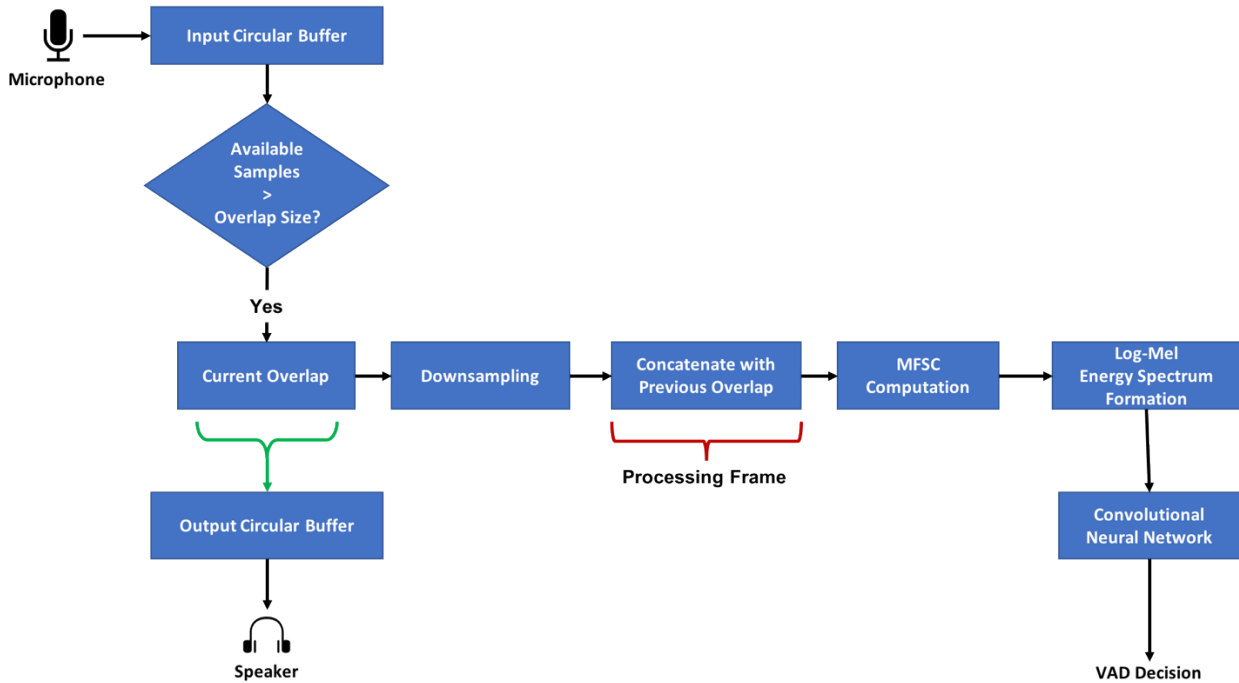 Microphone
Input Circular Buffer
Available
Samples
>
Overlap Size?
Yes
Current Overlap
Downsampling
Concatenate with
Previous Overlap
MFSC
Computation
Log-Mel
Energy Spectrum
Formation
Processing Frame
Output Circular Buffer
Convolutional
Neural Network
Speaker
VAD Decision